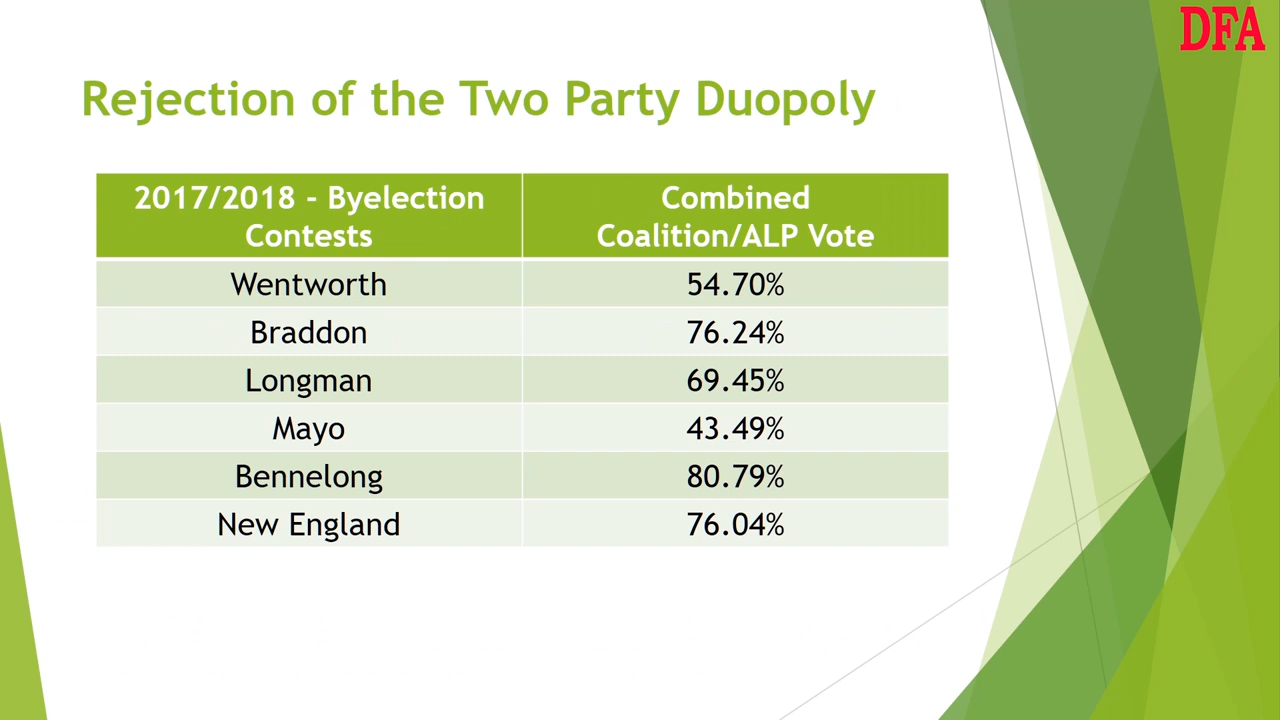 DFA
Rejection of the Two Party Duopoly
2017/2018 - Byelection
Contests
Combined
Coalition/ALP Vote
Wentworth
54.70%
Braddon
76.24%
Longman
69.45%
Mayo
43.49%
Bennelong
80.79%
New England
76.04%